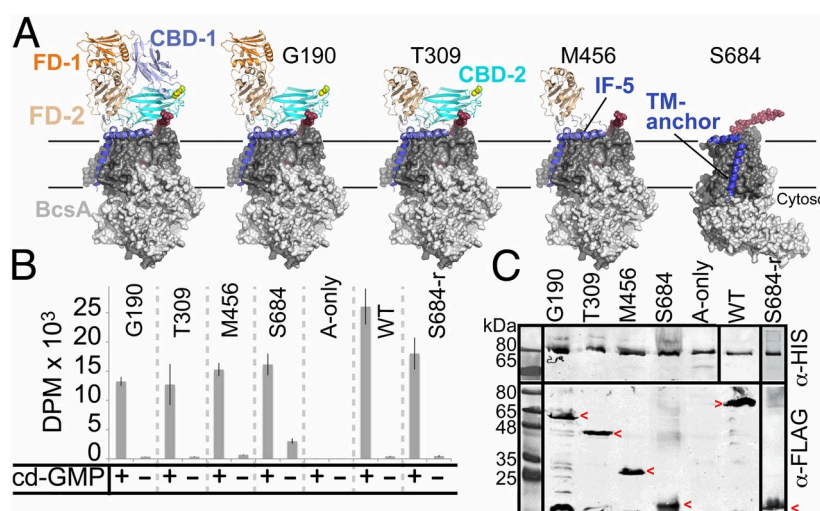 A
FD-1
CBD-1
G190
T309
M456
S684
FD-2
CBD-2
IF-5
TM-
anchor
BcsA
Cytoso
B
DPM x 10³
25
20
15
10
5
0
G190
T309
M456
S684
A-only
WT
S684-r
cd-GMP + - + - + - + - + - + - + -
C
G190
T309
M456
S684
A-only
WT
S684-r
kDa
80
65
α-HIS
80
65
48
35
25
α-FLAG